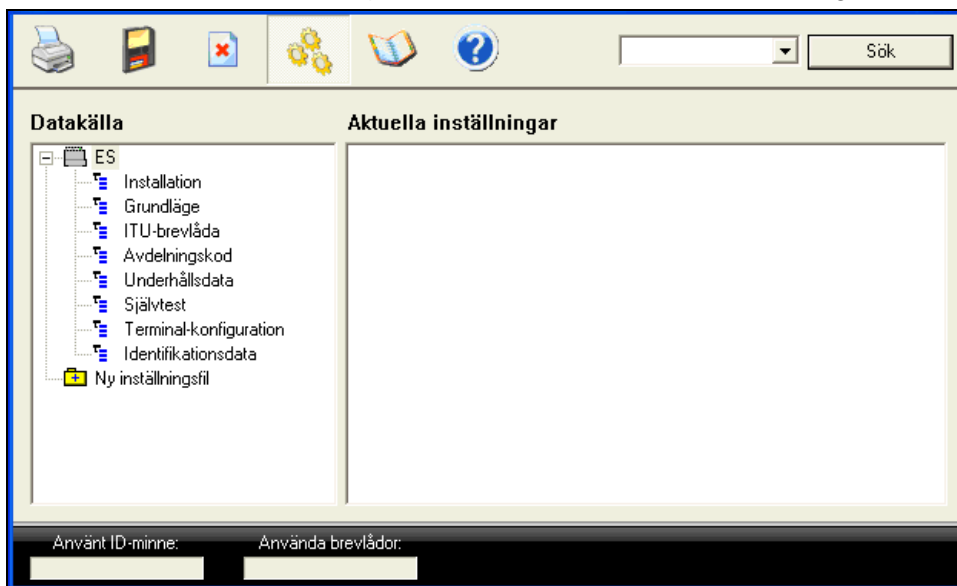 Sök
Datakälla
Aktuella inställningar
ES
Installation
Grundläge
ITU-brevlåda
Avdelningskod
Underhållsdata
Självtest
Terminal-konfiguration
Identifikationsdata
Ny inställningsfil
Använt ID-minne:
Använda brevlådor: